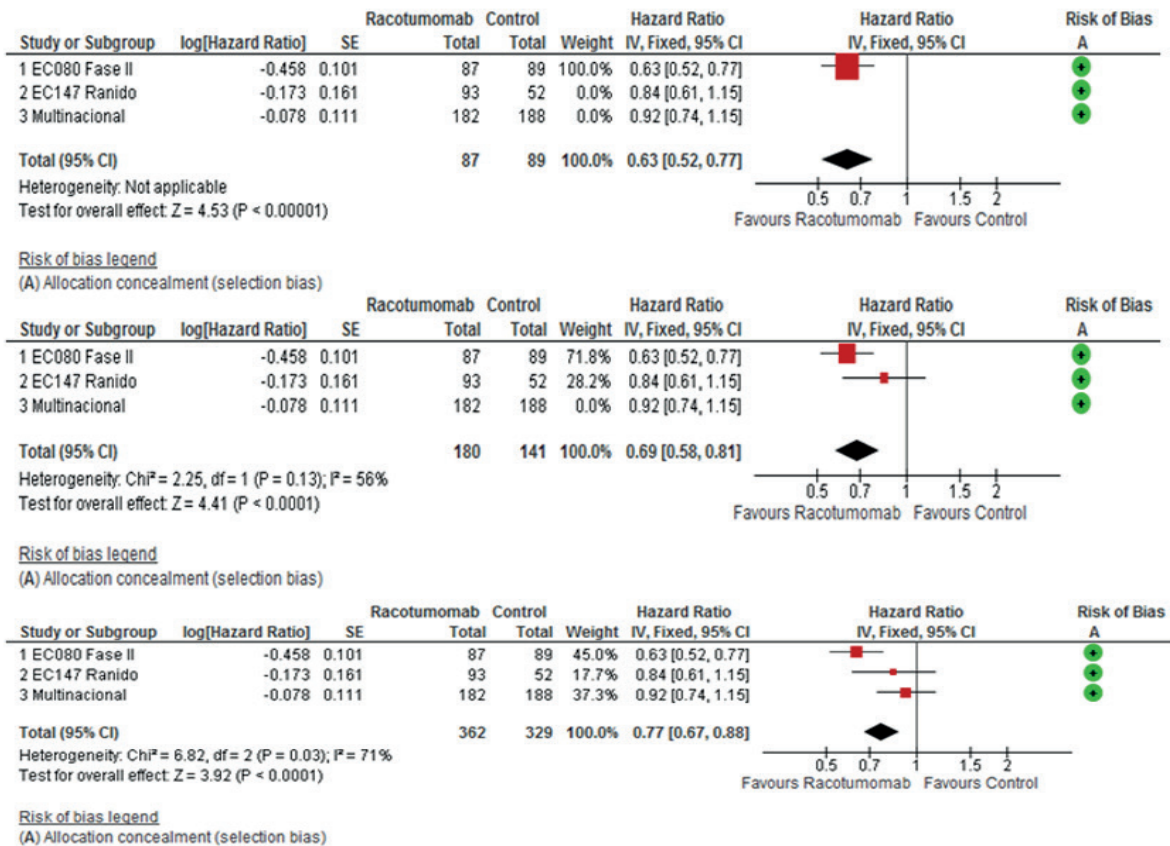 Racotumomab Control Hazard Ratio Hazard Ratio Risk of Bias
Study or Subgroup log[Hazard Ratio] SE Total Total Weight IV, Fixed, 95% CI IV, Fixed, 95% CI A
1 EC080 Fase II -0.458 0.101 87 89 100.0% 0.63 [0.52, 0.77] +
2 EC147 Ranido -0.173 0.161 93 52 0.0% 0.84 [0.61, 1.15] +
3 Multinacional -0.078 0.111 182 188 0.0% 0.92 [0.74, 1.15] +
Total (95% CI) 87 89 100.0% 0.63 [0.52, 0.77]
Heterogeneity: Not applicable
Test for overall effect: Z = 4.53 (P < 0.00001)
0.5 0.7 1 1.5 2
Favours Racotumomab Favours Control
Risk of bias legend
(A) Allocation concealment (selection bias)
Racotumomab Control Hazard Ratio Hazard Ratio Risk of Bias
Study or Subgroup log[Hazard Ratio] SE Total Total Weight IV, Fixed, 95% CI IV, Fixed, 95% CI A
1 EC080 Fase II -0.458 0.101 87 89 71.8% 0.63 [0.52, 0.77] +
2 EC147 Ranido -0.173 0.161 93 52 28.2% 0.84 [0.61, 1.15] +
3 Multinacional -0.078 0.111 182 188 0.0% 0.92 [0.74, 1.15] +
Total (95% CI) 180 141 100.0% 0.69 [0.58, 0.81]
Heterogeneity: Chi² = 2.25, df = 1 (P = 0.13); I² = 56%
Test for overall effect: Z = 4.41 (P < 0.0001)
0.5 0.7 1 1.5 2
Favours Racotumomab Favours Control
Risk of bias legend
(A) Allocation concealment (selection bias)
Racotumomab Control Hazard Ratio Hazard Ratio Risk of Bias
Study or Subgroup log[Hazard Ratio] SE Total Total Weight IV, Fixed, 95% CI IV, Fixed, 95% CI A
1 EC080 Fase II -0.458 0.101 87 89 45.0% 0.63 [0.52, 0.77] +
2 EC147 Ranido -0.173 0.161 93 52 17.7% 0.84 [0.61, 1.15] +
3 Multinacional -0.078 0.111 182 188 37.3% 0.92 [0.74, 1.15] +
Total (95% CI) 362 329 100.0% 0.77 [0.67, 0.88]
Heterogeneity: Chi² = 6.82, df = 2 (P = 0.03); I² = 71%
Test for overall effect: Z = 3.92 (P < 0.0001)
0.5 0.7 1 1.5 2
Favours Racotumomab Favours Control
Risk of bias legend
(A) Allocation concealment (selection bias)